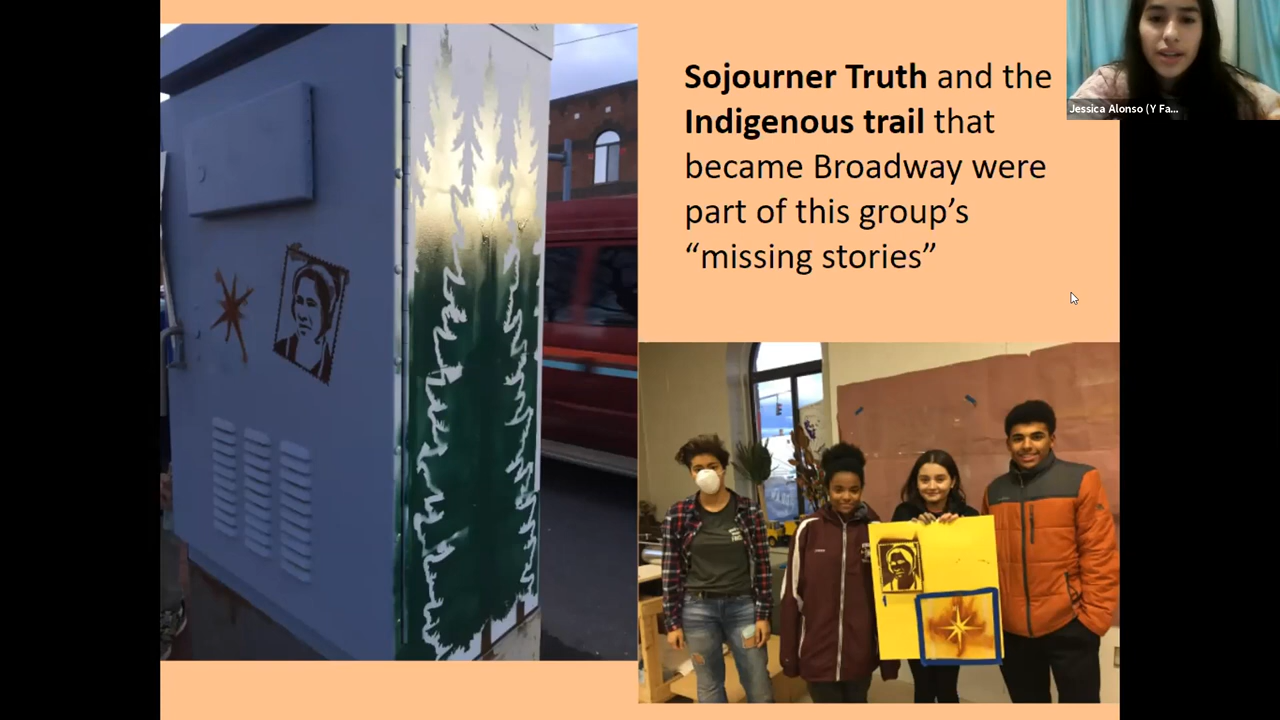 Sojourner Truth and the
Indigenous trail that
became Broadway were
part of this group's
“missing stories”
Jessica Alonso (Y Fa...